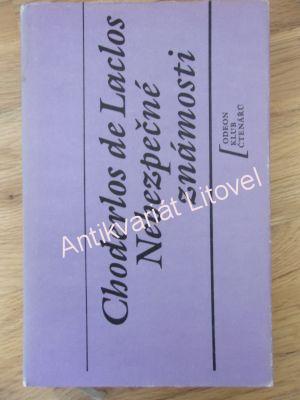 Choderlos de Laclos
Nebezpečné
známosti
ODEON
KLUB
ČTENÁŘŮ
Antikvariát Litovel